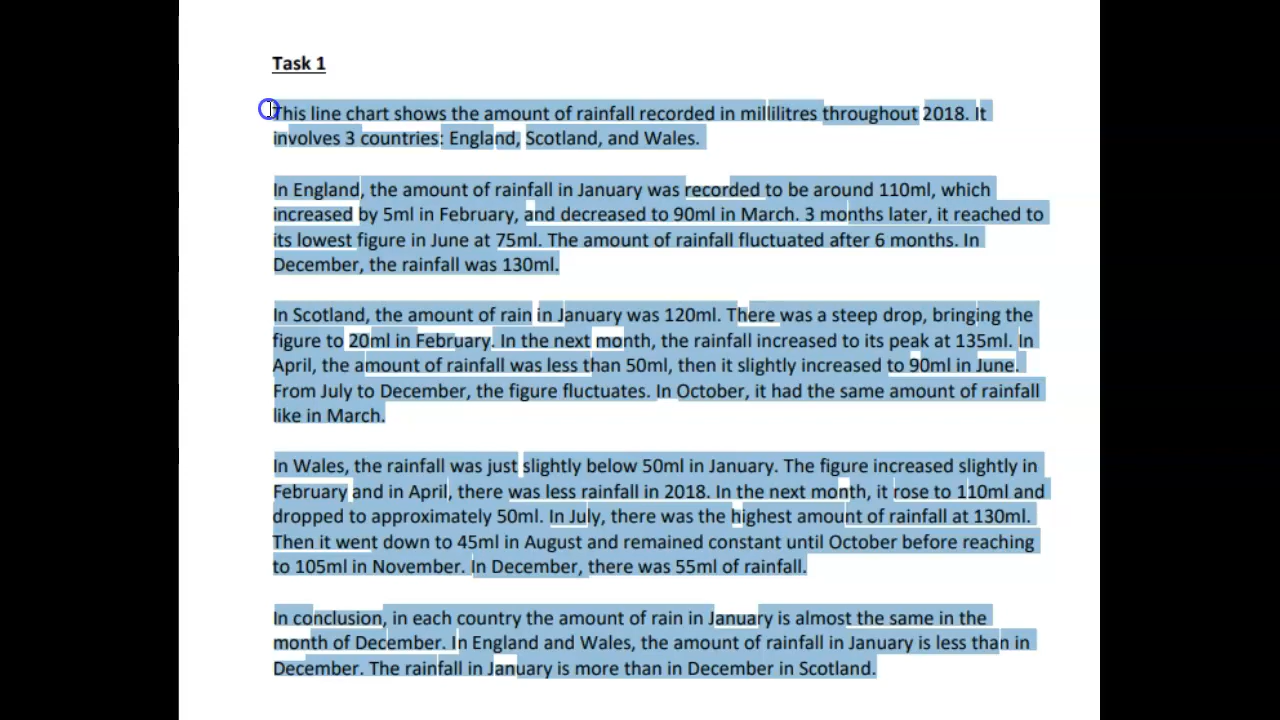 Task 1
This line chart shows the amount of rainfall recorded in millilitres throughout 2018. It
involves 3 countries: England, Scotland, and Wales.
In England, the amount of rainfall in January was recorded to be around 110ml, which
increased by 5ml in February, and decreased to 90ml in March. 3 months later, it reached to
its lowest figure in June at 75ml. The amount of rainfall fluctuated after 6 months. In
December, the rainfall was 130ml.
In Scotland, the amount of rain in January was 120ml. There was a steep drop, bringing the
figure to 20ml in February. In the next month, the rainfall increased to its peak at 135ml. In
April, the amount of rainfall was less than 50ml, then it slightly increased to 90ml in June.
From July to December, the figure fluctuates. In October, it had the same amount of rainfall
like in March.
In Wales, the rainfall was just slightly below 50ml in January. The figure increased slightly in
February and in April, there was less rainfall in 2018. In the next month, it rose to 110ml and
dropped to approximately 50ml. In July, there was the highest amount of rainfall at 130ml.
Then it went down to 45ml in August and remained constant until October before reaching
to 105ml in November. In December, there was 55ml of rainfall.
In conclusion, in each country the amount of rain in January is almost the same in the
month of December. In England and Wales, the amount of rainfall in January is less than in
December. The rainfall in January is more than in December in Scotland.